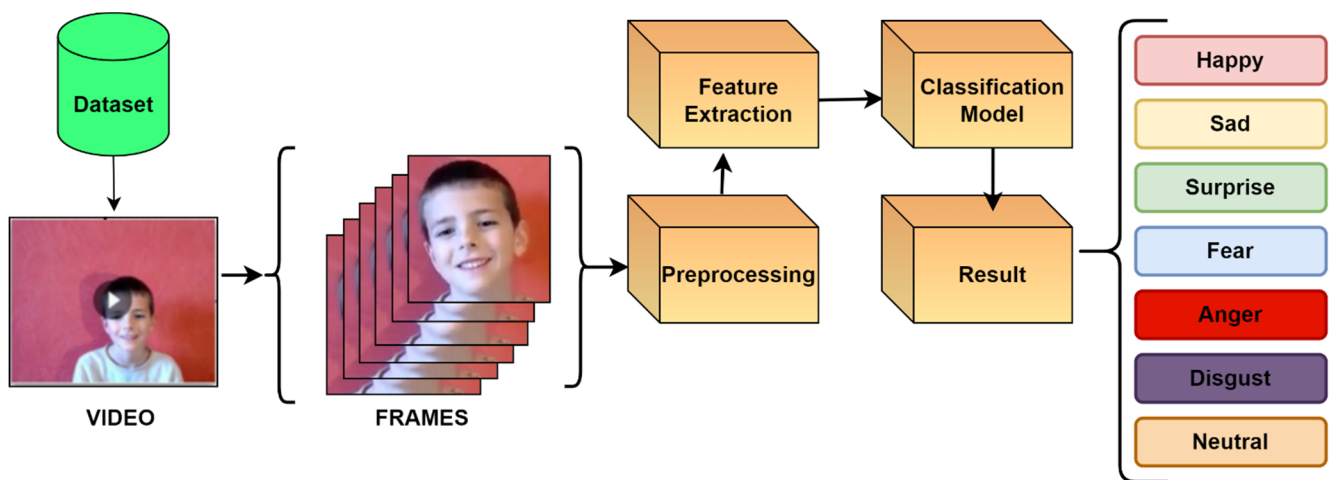 Dataset
VIDEO
FRAMES
Preprocessing
Feature
Extraction
Classification
Model
Result
Happy
Sad
Surprise
Fear
Anger
Disgust
Neutral